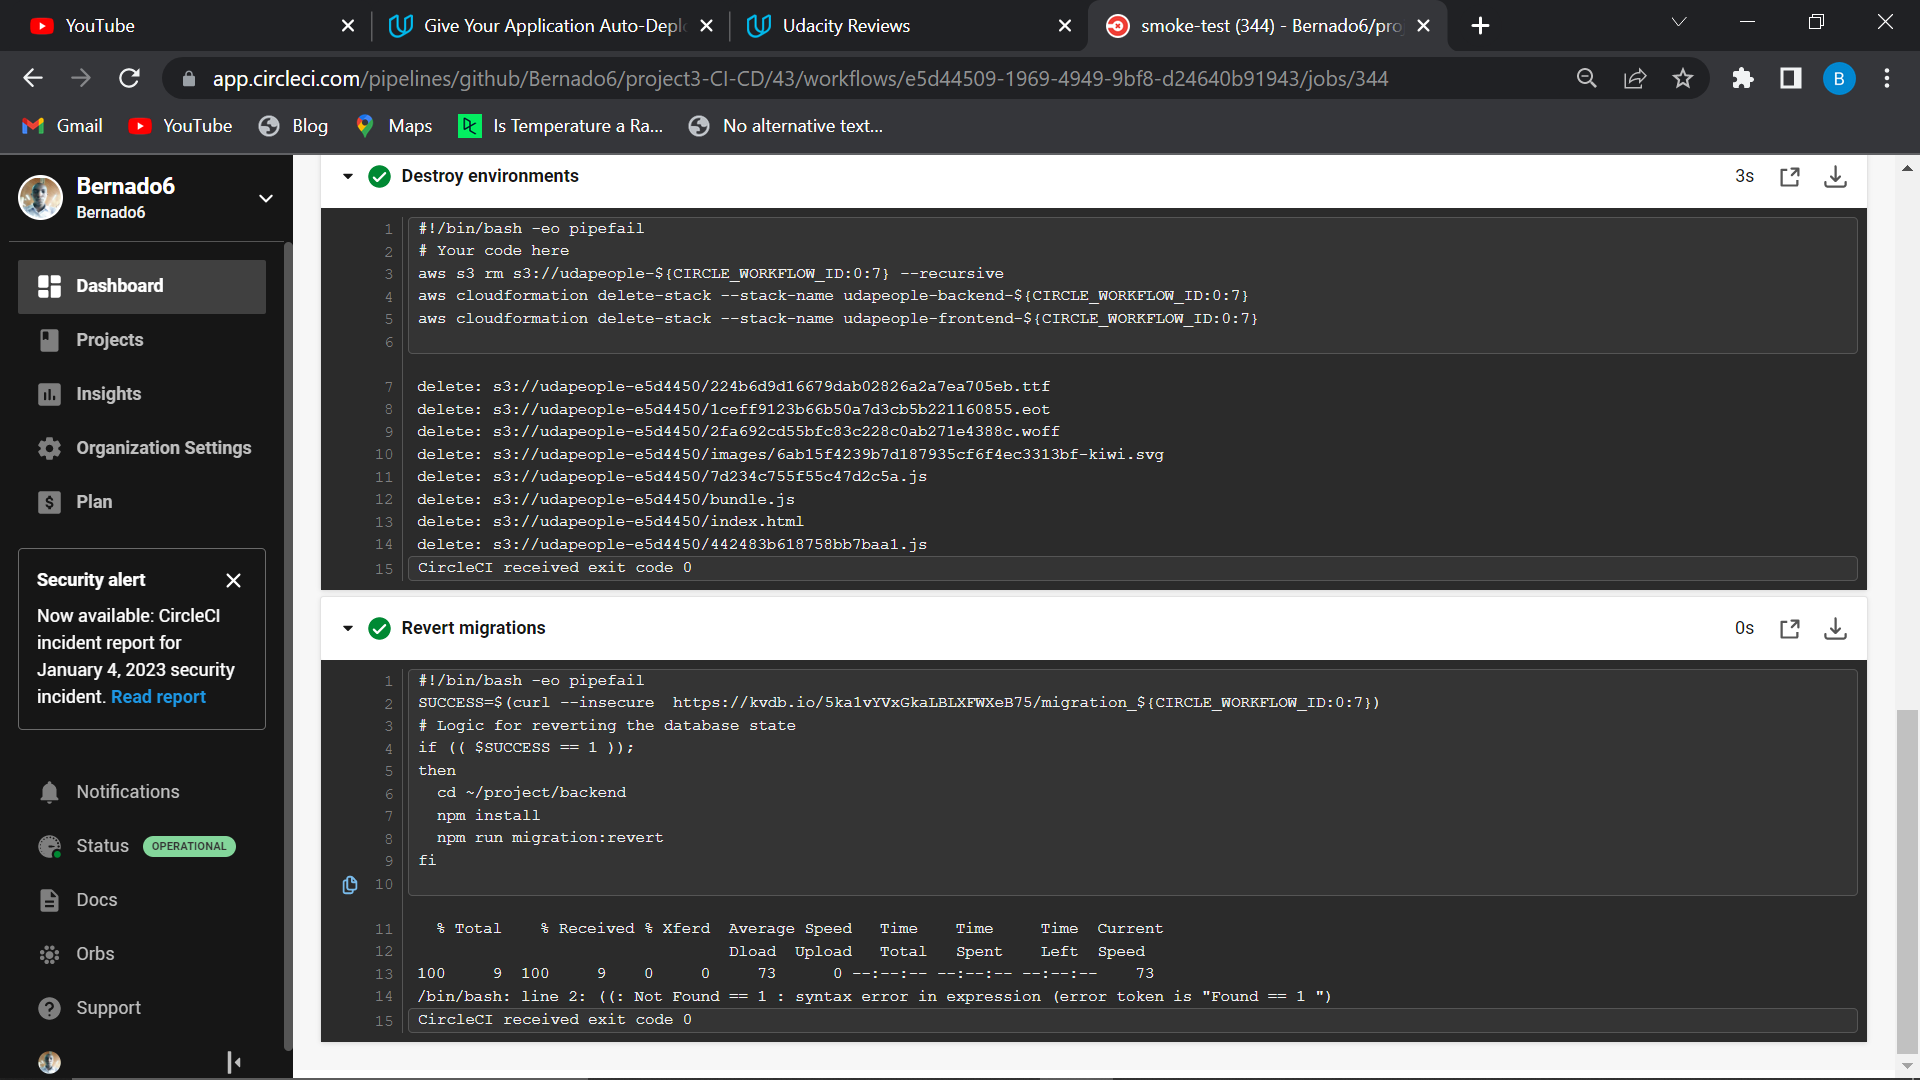 YouTube
Give Your Application Auto-Deplo
Udacity Reviews
smoke-test (344) - Bernado6/pro
app.circleci.com/pipelines/github/Bernado6/project3-CI-CD/43/workflows/e5d44509-1969-4949-9bf8-d24640b91943/jobs/344
B
Gmail
YouTube
Blog
Maps
Is Temperature a Ra...
No alternative text...
Bernado6
Bernado6
Dashboard
Projects
Insights
Organization Settings
Plan
Security alert
Now available: CircleCI
incident report for
January 4, 2023 security
incident. Read report
Notifications
Status OPERATIONAL
Docs
Orbs
Support
Destroy environments 3s
1 #!/bin/bash -eo pipefail
2 # Your code here
3 aws s3 rm s3://udapeople-${CIRCLE_WORKFLOW_ID:0:7} --recursive
4 aws cloudformation delete-stack --stack-name udapeople-backend-${CIRCLE_WORKFLOW_ID:0:7}
5 aws cloudformation delete-stack --stack-name udapeople-frontend-${CIRCLE_WORKFLOW_ID:0:7}
6
7 delete: s3://udapeople-e5d4450/224b6d9d16679dab02826a2a7ea705eb.ttf
8 delete: s3://udapeople-e5d4450/1ceff9123b66b50a7d3cb5b221160855.eot
9 delete: s3://udapeople-e5d4450/2fa692cd55bfc83c228c0ab271e4388c.woff
10 delete: s3://udapeople-e5d4450/images/6ab15f4239b7d187935cf6f4ec3313bf-kiwi.svg
11 delete: s3://udapeople-e5d4450/7d234c755f55c47d2c5a.js
12 delete: s3://udapeople-e5d4450/bundle.js
13 delete: s3://udapeople-e5d4450/index.html
14 delete: s3://udapeople-e5d4450/442483b618758bb7baa1.js
15 CircleCI received exit code 0
Revert migrations 0s
1 #!/bin/bash -eo pipefail
2 SUCCESS=$(curl --insecure  https://kvdb.io/5ka1vYVxGkaLBLXFWXeB75/migration_${CIRCLE_WORKFLOW_ID:0:7})
3 # Logic for reverting the database state
4 if (( $SUCCESS == 1 ));
5 then
6   cd ~/project/backend
7   npm install
8   npm run migration:revert
9 fi
10
11   % Total    % Received % Xferd  Average Speed   Time    Time     Time  Current
12                                  Dload  Upload   Total   Spent    Left  Speed
13 100     9  100     9    0     0     73      0 --:--:-- --:--:-- --:--:--    73
14 /bin/bash: line 2: ((: Not Found == 1 : syntax error in expression (error token is "Found == 1 ")
15 CircleCI received exit code 0